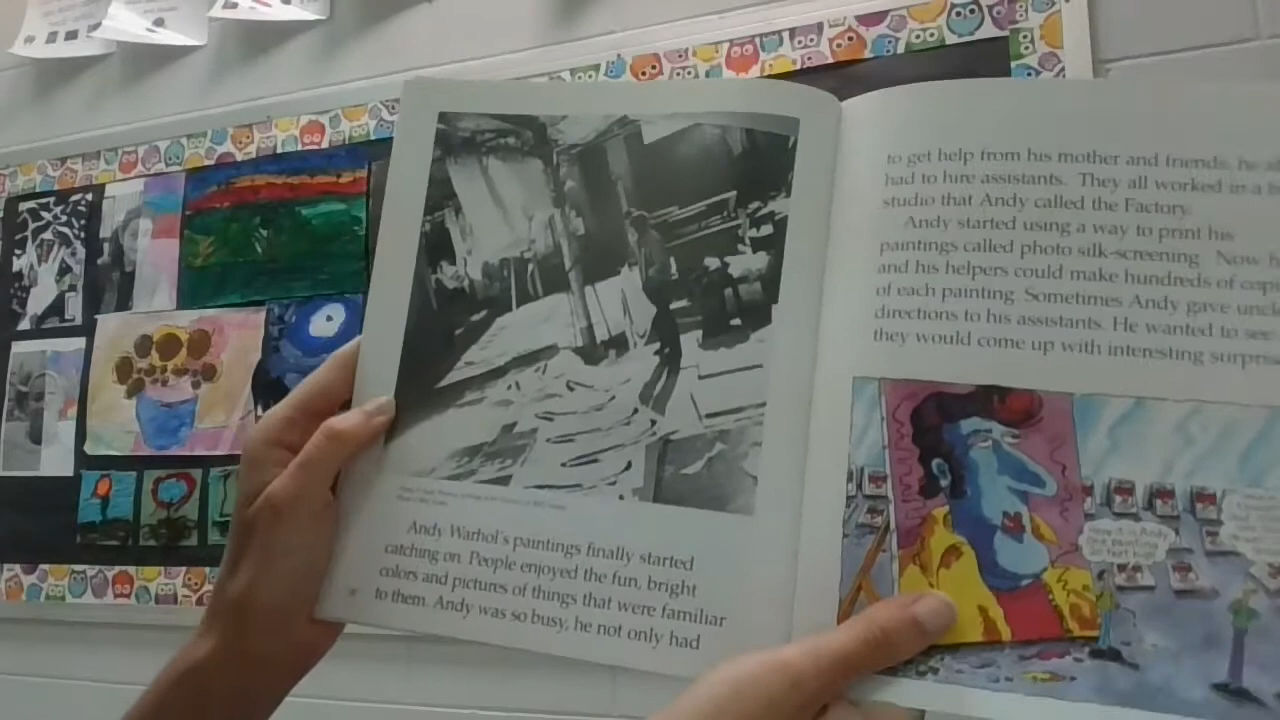 Andy Warhol's paintings finally started
catching on. People enjoyed the fun, bright
colors and pictures of things that were familiar
to them. Andy was so busy, he not only had
to get help from his mother and friends, he
had to hire assistants. They all worked in a
studio that Andy called the Factory.
Andy started using a way to print his
paintings called photo silk-screening. Now
and his helpers could make hundreds of
of each painting. Sometimes Andy gave
directions to his assistants. He wanted to see
they would come up with interesting